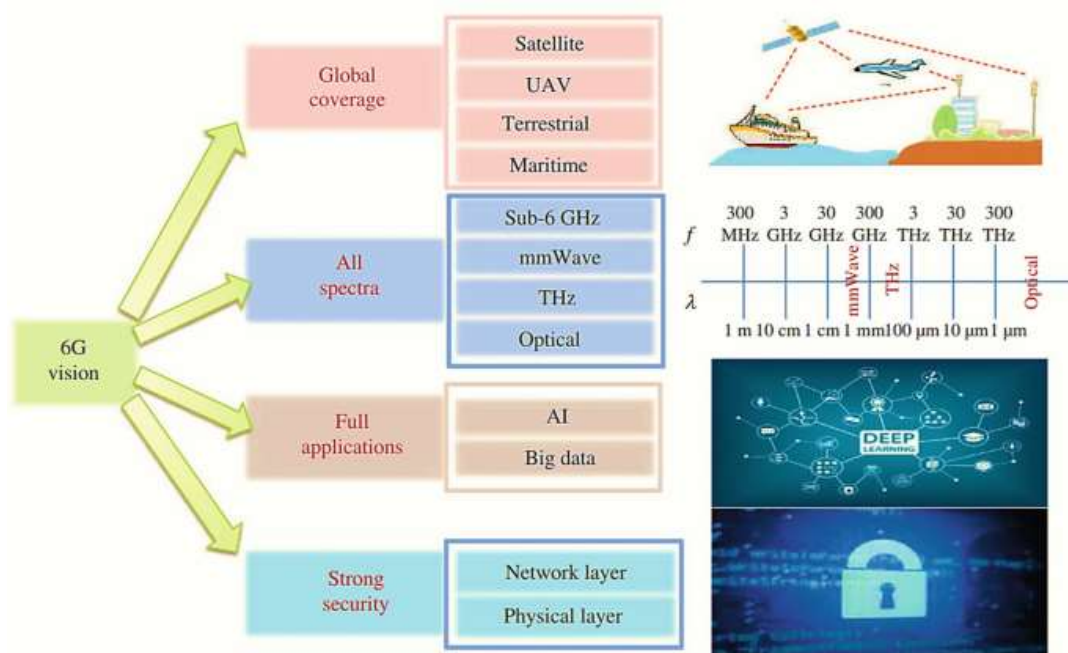 6G
vision
Global
coverage
Satellite
UAV
Terrestrial
Maritime
All
spectra
Sub-6 GHz
mmWave
THz
Optical
f 300 3 30 300 3 30 300
MHz GHz GHz GHz THz THz THz
mmWave THz Optical
λ
1 m 10 cm 1 cm 1 mm 100 μm 10 μm 1 μm
Full
applications
AI
Big data
DEEP
LEARNING
Strong
security
Network layer
Physical layer